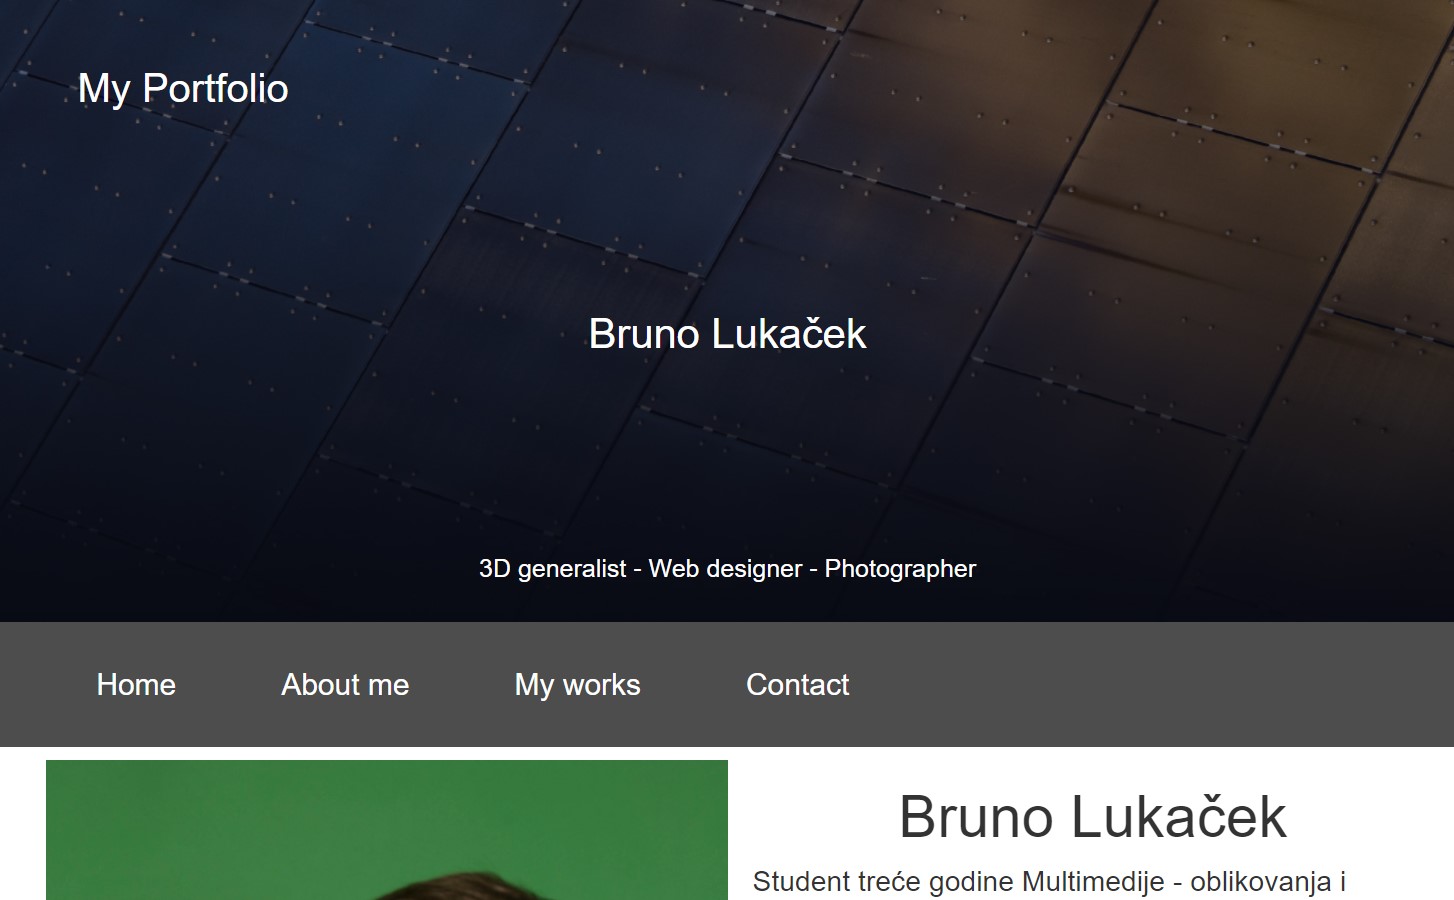 My Portfolio
Bruno Lukaček
3D generalist - Web designer - Photographer
Home About me My works Contact
Bruno Lukaček
Student treće godine Multimedije - oblikovanja i